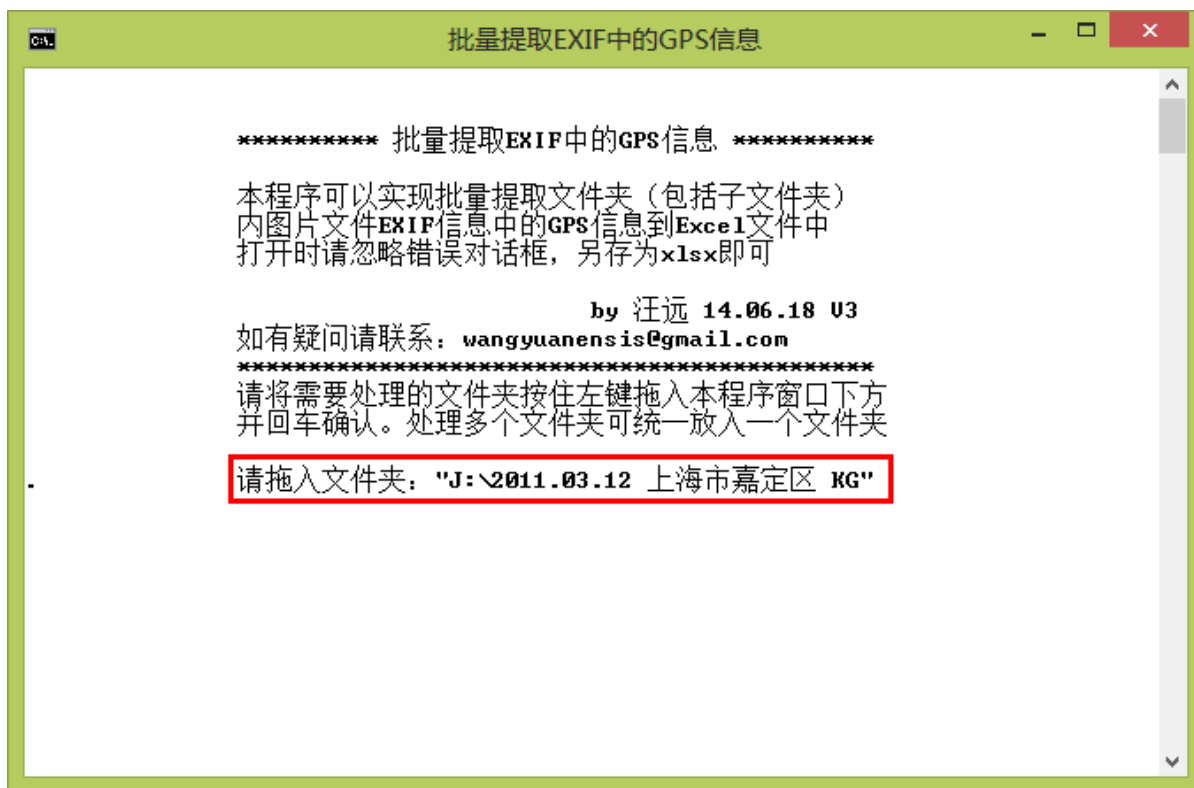 批量提取EXIF中的GPS信息
********** 批量提取EXIF中的GPS信息 **********
本程序可以实现批量提取文件夹（包括子文件夹）
内图片文件EXIF信息中的GPS信息到Excel文件中
打开时请忽略错误对话框，另存为xlsx即可
by 汪远 14.06.18 V3
如有疑问请联系：wangyuanensis@gmail.com
*********************************************
请将需要处理的文件夹按住左键拖入本程序窗口下方
并回车确认。处理多个文件夹可统一放入一个文件夹
请拖入文件夹："J:\2011.03.12 上海市嘉定区 KG"